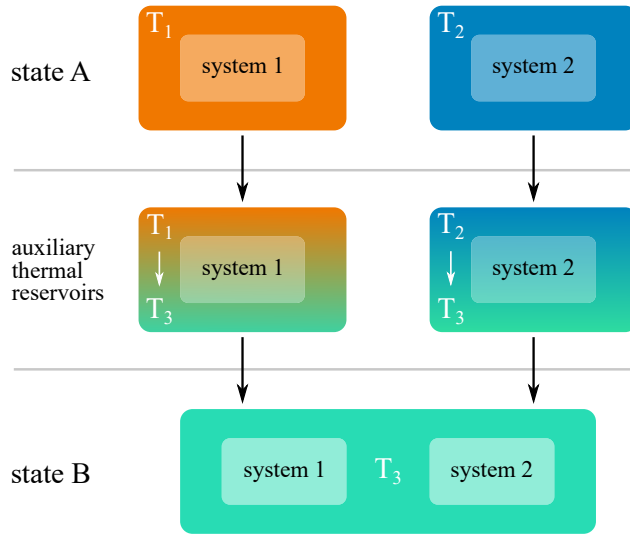 T₁
T₂
state A
system 1
system 2
T₁
T₂
auxiliary
thermal
reservoirs
system 1
system 2
T₃
T₃
state B
system 1
T₃
system 2